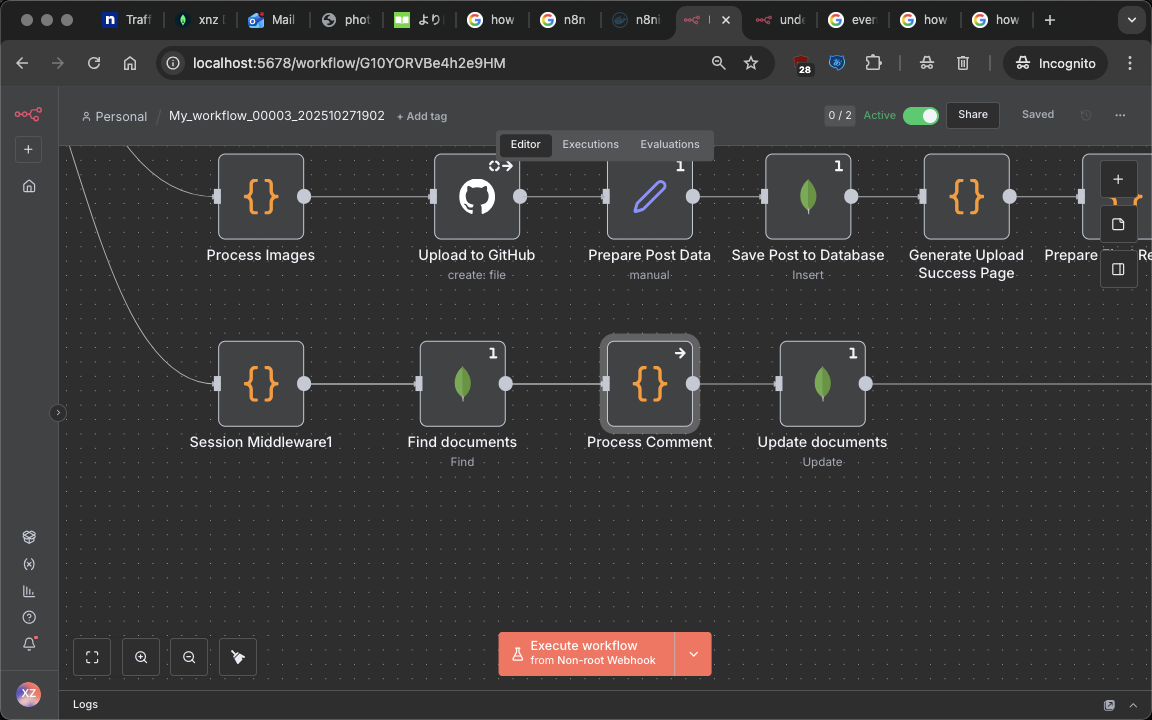 Traff
xnz
Mail
phot
より
how
n8n
n8ni
unde
ever
how
how
localhost:5678/workflow/G10YORVBe4h2e9HM
28
Incognito
Personal / My_workflow_00003_202510271902 + Add tag
0 / 2 Active Share Saved
Editor Executions Evaluations
1 1
Process Images
Upload to GitHub
create: file
Prepare Post Data
manual
Save Post to Database
Insert
Generate Upload
Success Page
Prepare
1 1
Session Middleware1
Find documents
Find
Process Comment
Update documents
Update
Execute workflow
from Non-root Webhook
XZ
Logs